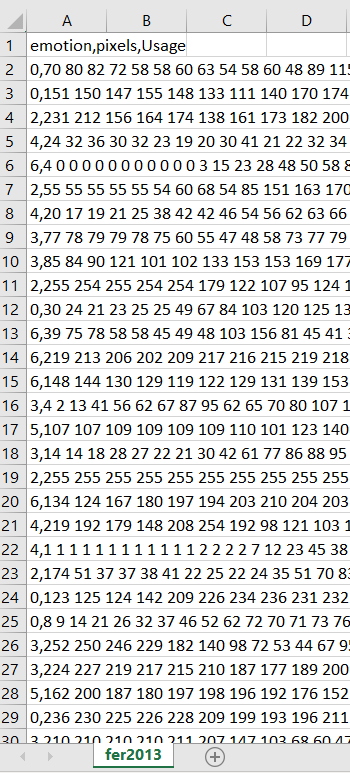 A B C D
1 emotion,pixels,Usage
2 0,70 80 82 72 58 58 60 63 54 58 60 48 89
3 0,151 150 147 155 148 133 111 140 170 174
4 2,231 212 156 164 174 138 161 173 182 200
5 4,24 32 36 30 32 23 19 20 30 41 21 22 32 34
6 6,4 0 0 0 0 0 0 0 0 0 0 0 3 15 23 28 48 50 58
7 2,55 55 55 55 55 54 60 68 54 85 151 163 170
8 4,20 17 19 21 25 38 42 42 46 54 56 62 63 66
9 3,77 78 79 79 78 75 60 55 47 48 58 73 77 79
10 3,85 84 90 121 101 102 133 153 153 169 177
11 2,255 254 255 254 254 179 122 107 95 124
12 0,30 24 21 23 25 25 49 67 84 103 120 125
13 6,39 75 78 58 58 45 49 48 103 156 81 45 41
14 6,219 213 206 202 209 217 216 215 219 218
15 6,148 144 130 129 119 122 129 131 139 153
16 3,4 2 13 41 56 62 67 87 95 62 65 70 80 107
17 5,107 107 109 109 109 109 110 101 123 140
18 3,14 14 18 28 27 22 21 30 42 61 77 86 88 95
19 2,255 255 255 255 255 255 255 255 255 255
20 6,134 124 167 180 197 194 203 210 204 203
21 4,219 192 179 148 208 254 192 98 121 103
22 4,1 1 1 1 1 1 1 1 1 1 1 1 2 2 2 2 7 12 23 45 38
23 2,174 51 37 37 38 41 22 25 22 24 35 51 70
24 0,123 125 124 142 209 226 234 236 231 232
25 0,8 9 14 21 26 32 37 46 52 62 72 70 71 73 76
26 3,252 250 246 229 182 140 98 72 53 44 67
27 3,224 227 219 217 215 210 187 177 189 200
28 5,162 200 187 180 197 198 196 192 176 152
29 0,236 230 225 226 228 209 199 193 196 211
30 3,210 210 210 210 211 207 147 103 68 60 47
fer2013